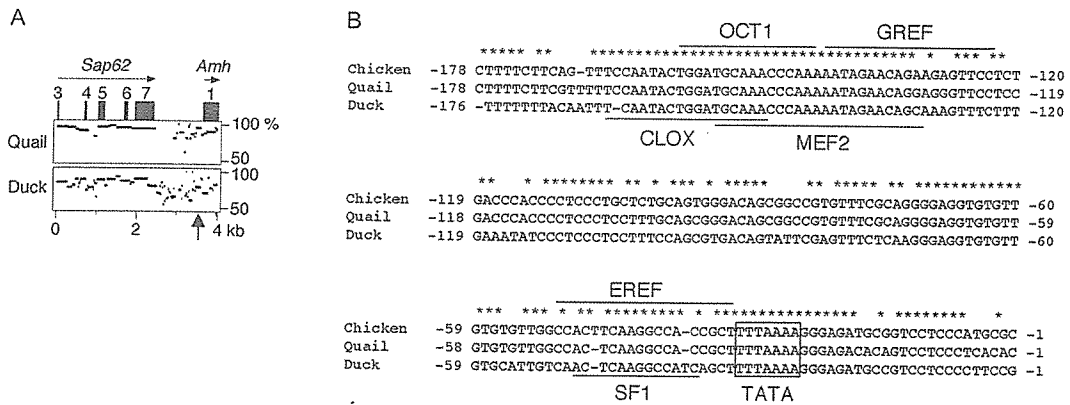 A
Sap62
Amh
3 4 5 6 7 1
Quail
100 %
50
Duck
100
50
0 2 4 kb
B
OCT1 GREF
Chicken -178 CTTTTCTTCAG-TTTCCAATACTGGATGCAAACCCAAAAATAGAACAGAAGAGTTCCTCT -120
Quail -178 CTTTTCTTCGTTTTTCCAATACTGGATGCAAACCCAAAAATAGAACAGGAGGGTTCCTCC -119
Duck -176 -TTTTTTTACAATTT-CAATACTGGATGCAAACCCAAAAATAGAACAGCAAAGTTTCTTT -120
CLOX MEF2
Chicken -119 GACCCACCCCTCCCTGCTCTGCAGTGGGACAGCGGCCGTGTTTCGCAGGGGAGGTGTGTT -60
Quail -118 GACCCACCCCTCCCTCCTTTGCAGCGGGACAGCGGCCGTGTTTCGCAGGGGAGGTGTGTT -59
Duck -119 GAAATATCCCTCCCTCCTTTCCAGCGTGACAGTATTCGAGTTTCTCAAGGGAGGTGTGTT -60
EREF
Chicken -59 GTGTGTTGGCCACTTCAAGGCCA-CCGCTTTTAAAAGGGAGATGCGGTCCTCCCATGCGC -1
Quail -58 GTGTGTTGGCCAC-TCAAGGCCA-CCGCTTTTAAAAGGGAGACACAGTCCTCCCTCACAC -1
Duck -59 GTGCATTGTCAAC-TCAAGGCCATCAGCTTTTAAAAGGGAGATGCCGTCCTCCCCTTCCG -1
SF1 TATA